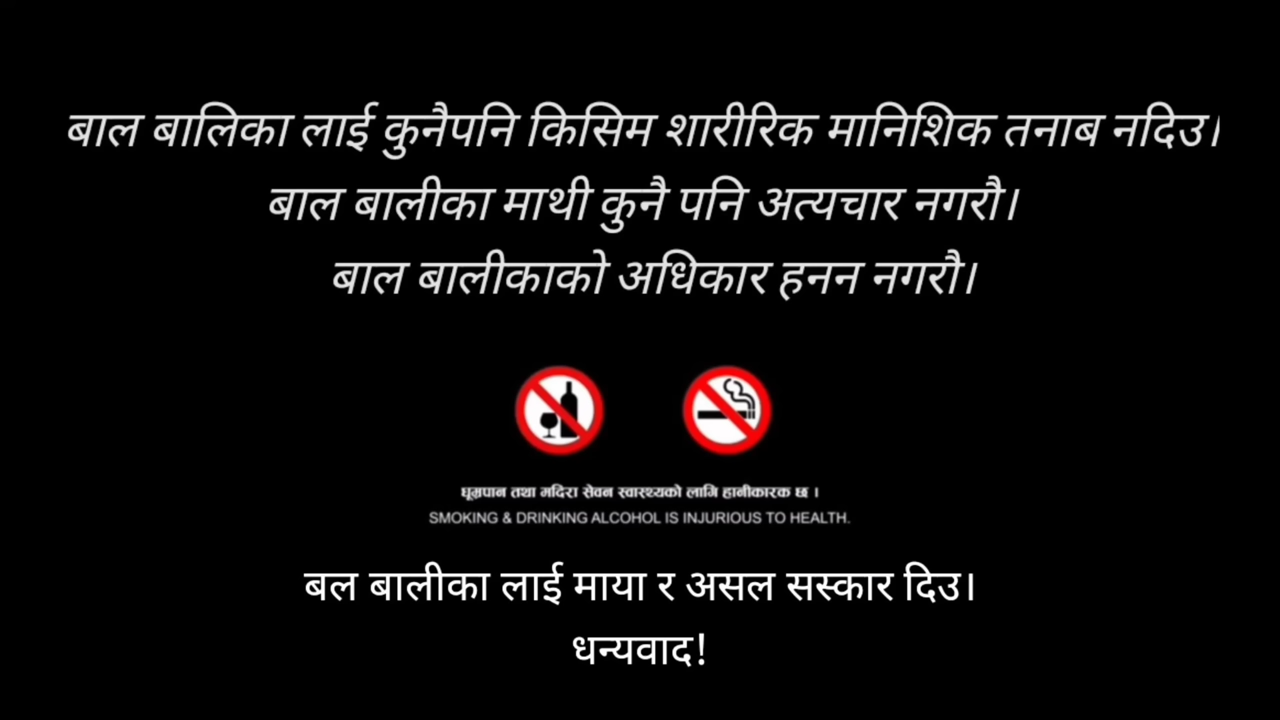 बाल बालिका लाई कुनैपनि किसिम शारीरिक मानिशिक तनाब नदिउ।
बाल बालीका माथी कुनै पनि अत्यचार नगरौ।
बाल बालीकाको अधिकार हनन नगरौ।
धूम्रपान तथा मदिरा सेवन स्वास्थ्यको लागि हानीकारक छ ।
SMOKING & DRINKING ALCOHOL IS INJURIOUS TO HEALTH.
बल बालीका लाई माया र असल सस्कार दिउ।
धन्यवाद!